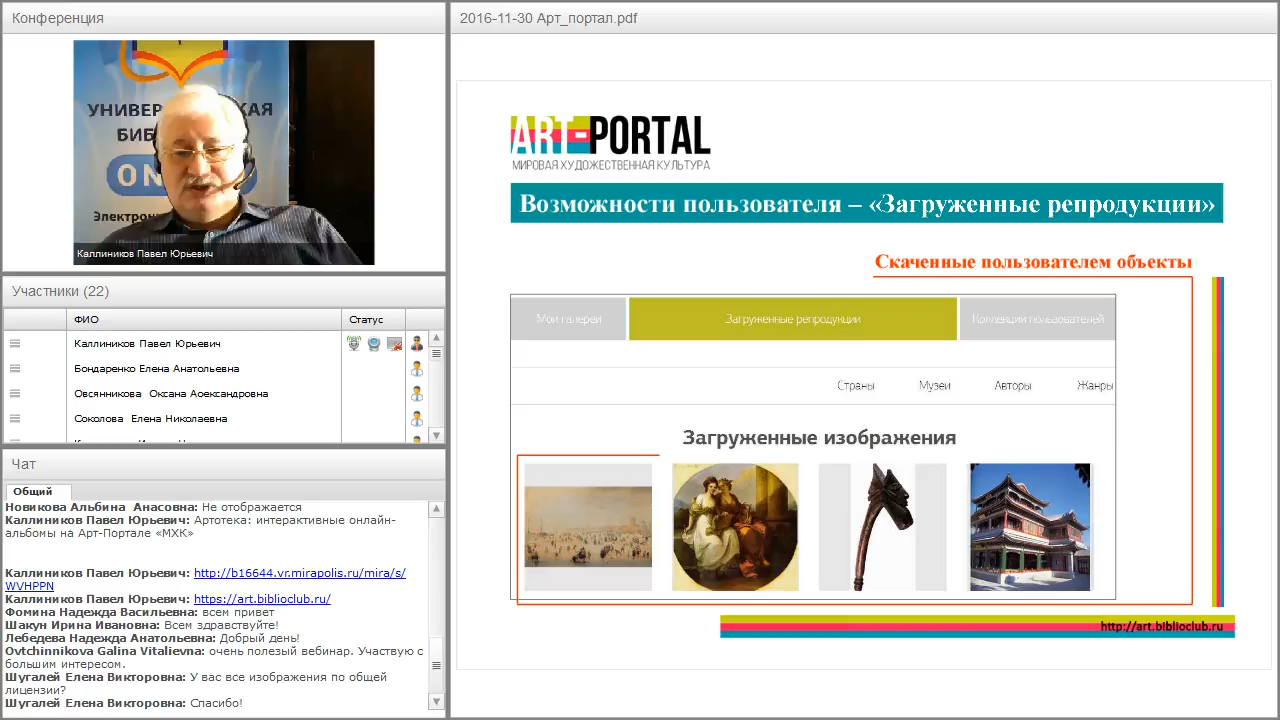 Конференция
УНИВЕР
КАЯ
БИБ
ON
Электрон
Каллиников Павел Юрьевич
Участники (22)
ФИО
Статус
Каллиников Павел Юрьевич
Бондаренко Елена Анатольевна
Овсянникова Оксана Аоександровна
Соколова Елена Николаевна
Чат
Общий
Новикова Альбина Анасовна: Не отображается
Каллиников Павел Юрьевич: Артотека: интерактивные онлайн-
альбомы на Арт-Портале «МХК»
Каллиников Павел Юрьевич: http://b16644.vr.mirapolis.ru/mira/s/
WVHPPN
Каллиников Павел Юрьевич: https://art.biblioclub.ru/
Фомина Надежда Васильевна: всем привет
Шакун Ирина Ивановна: Всем здравствуйте!
Лебедева Надежда Анатольевна: Добрый день!
Ovtchinnikova Galina Vitalievna: очень полезый вебинар. Участвую с
большим интересом.
Шугалей Елена Викторовна: У вас все изображения по общей
лицензии?
Шугалей Елена Викторовна: Спасибо!
2016-11-30 Арт_портал.pdf
ART-PORTAL
МИРОВАЯ ХУДОЖЕСТВЕННАЯ КУЛЬТУРА
Возможности пользователя – «Загруженные репродукции»
Скаченные пользователем объекты
Мои галереи
Загруженные репродукции
Коллекции пользователей
Страны
Музеи
Авторы
Жанры
Загруженные изображения
http://art.biblioclub.ru